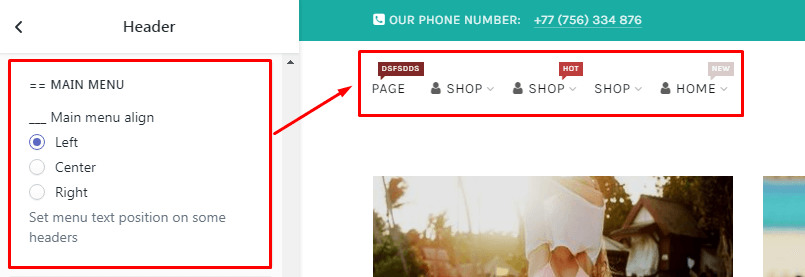 Header
== MAIN MENU
___ Main menu align
Left
Center
Right
Set menu text position on some
headers
OUR PHONE NUMBER: +77 (756) 334 876
DSFSDDS HOT NEW
PAGE SHOP SHOP SHOP HOME